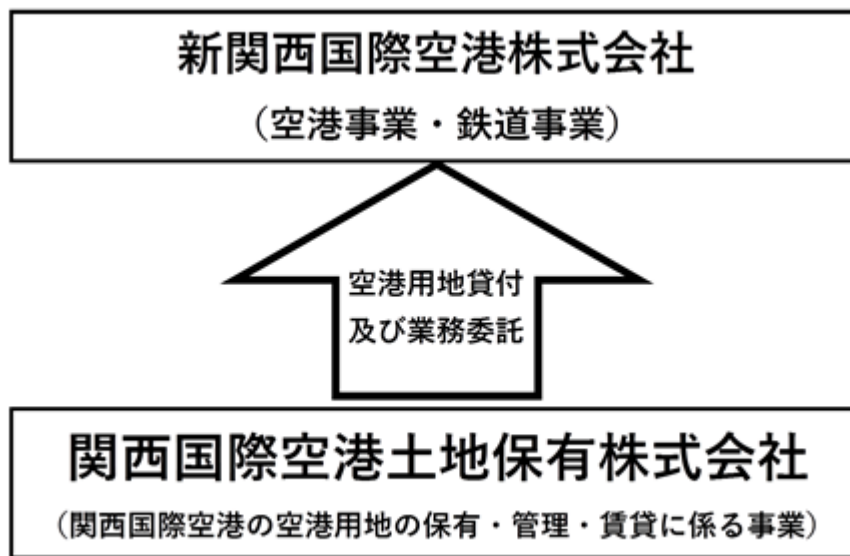 新関西国際空港株式会社
（空港事業・鉄道事業）
空港用地貸付
及び業務委託
関西国際空港土地保有株式会社
（関西国際空港の空港用地の保有・管理・賃貸に係る事業）